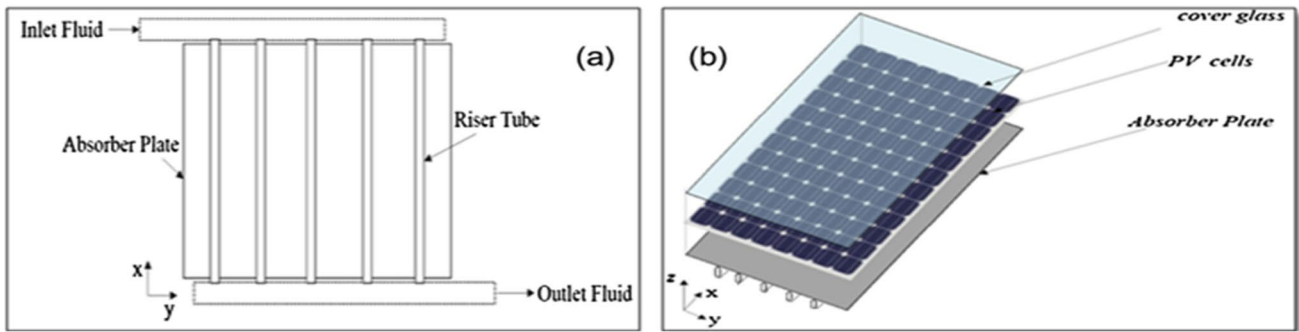 Inlet Fluid
(a)
Riser Tube
Absorber Plate
x
y
Outlet Fluid
(b)
cover glass
PV cells
Absorber Plate
z
x
y